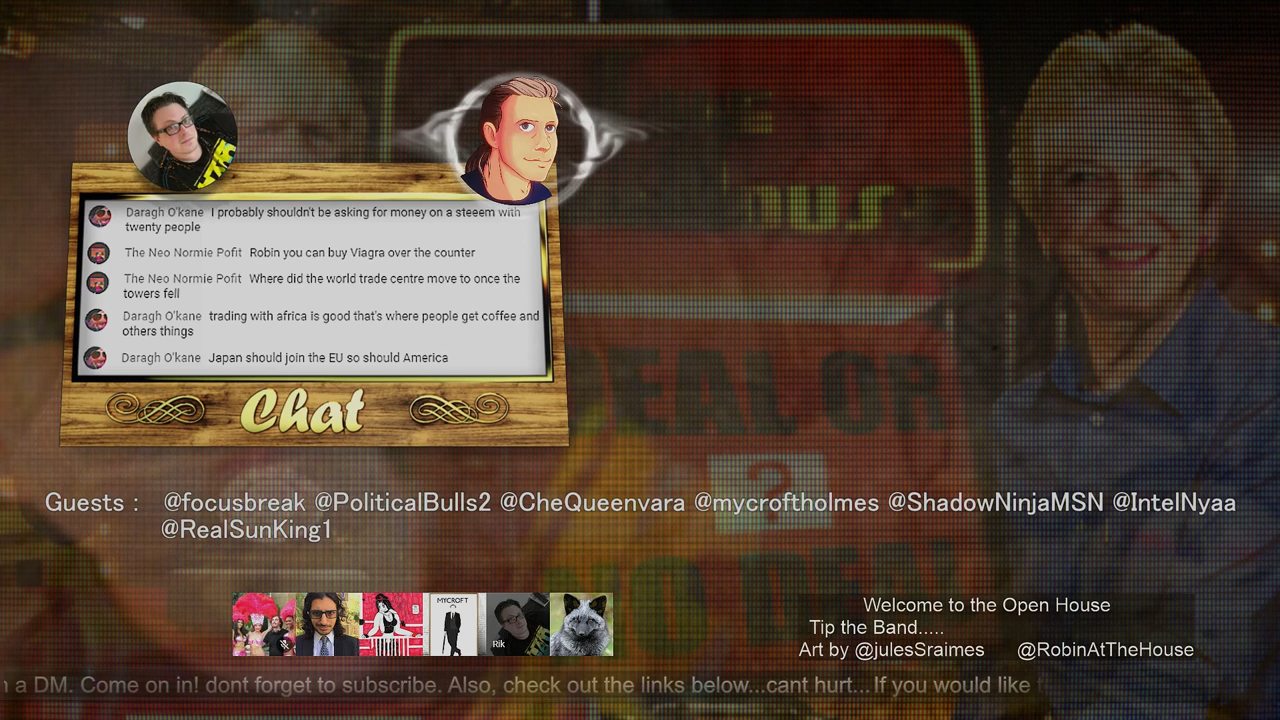 Daragh O'kane I probably shouldn't be asking for money on a steeem with
twenty people
The Neo Normie Pofit Robin you can buy Viagra over the counter
The Neo Normie Pofit Where did the world trade centre move to once the
towers fell
Daragh O'kane trading with africa is good that's where people get coffee and
others things
Daragh O'kane Japan should join the EU so should America
Chat
DEAL OR
?
NO DEAL
Guests : @focusbreak @PoliticalBulls2 @CheQueenvara @mycroftholmes @ShadowNinjaMSN @IntelNyaa
@RealSunKing1
MYCROFT
Rik
Welcome to the Open House
Tip the Band.....
Art by @julesSraimes @RobinAtTheHouse
a DM. Come on in! dont forget to subscribe. Also, check out the links below...cant hurt... If you would like